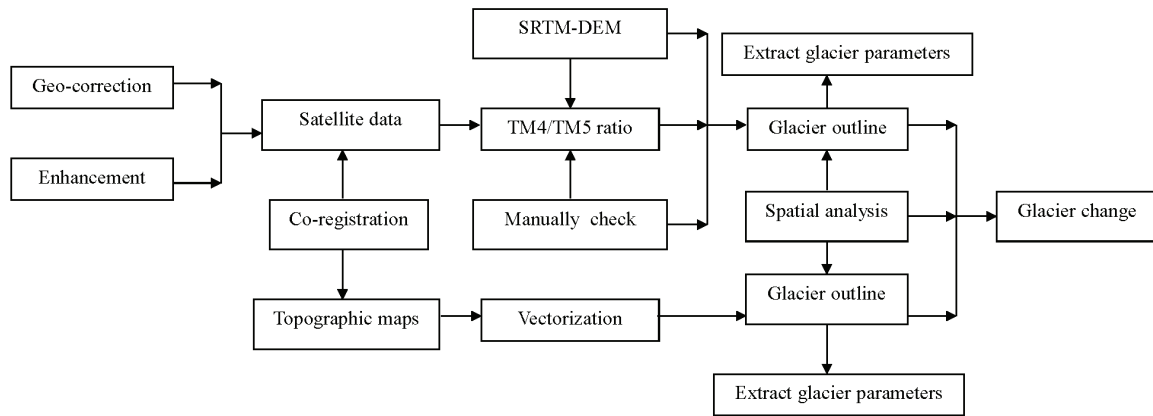 SRTM-DEM
Extract glacier parameters
Geo-correction
Satellite data
TM4/TM5 ratio
Glacier outline
Enhancement
Co-registration
Manually check
Spatial analysis
Glacier change
Glacier outline
Topographic maps
Vectorization
Extract glacier parameters